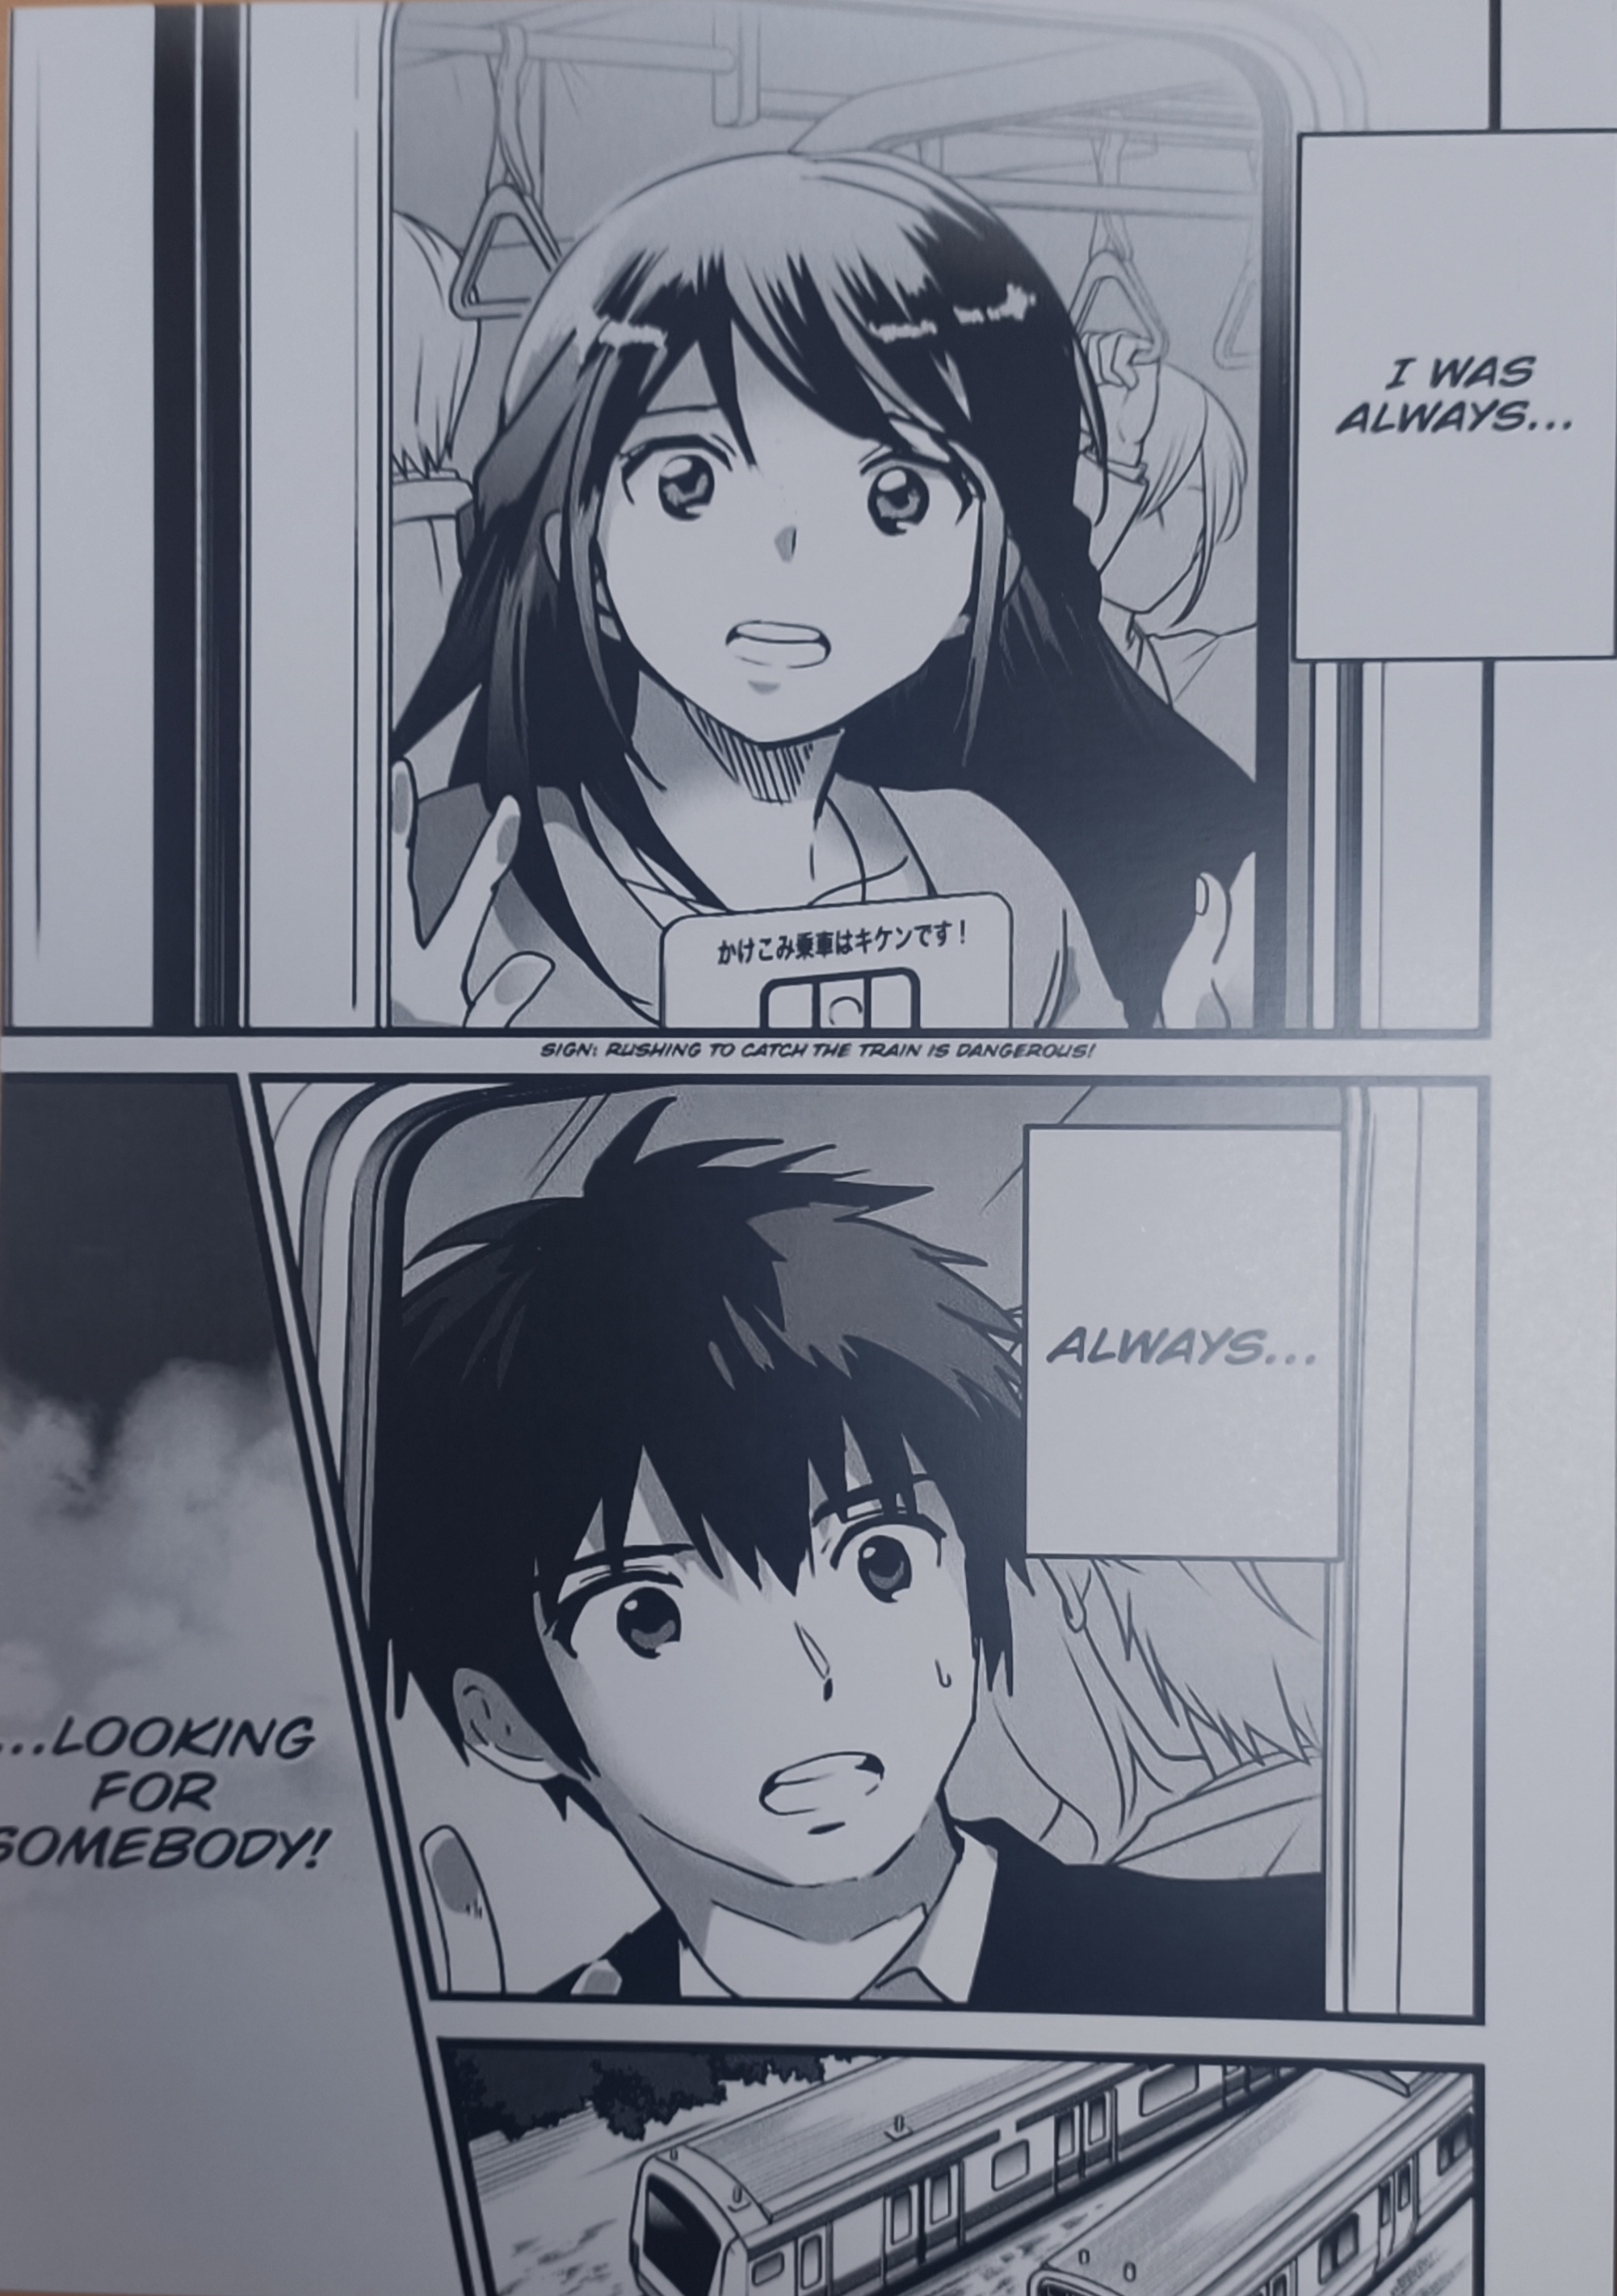 I WAS
ALWAYS...
かけこみ乗車はキケンです！
SIGN: RUSHING TO CATCH THE TRAIN IS DANGEROUS!
ALWAYS...
...LOOKING
FOR
SOMEBODY!